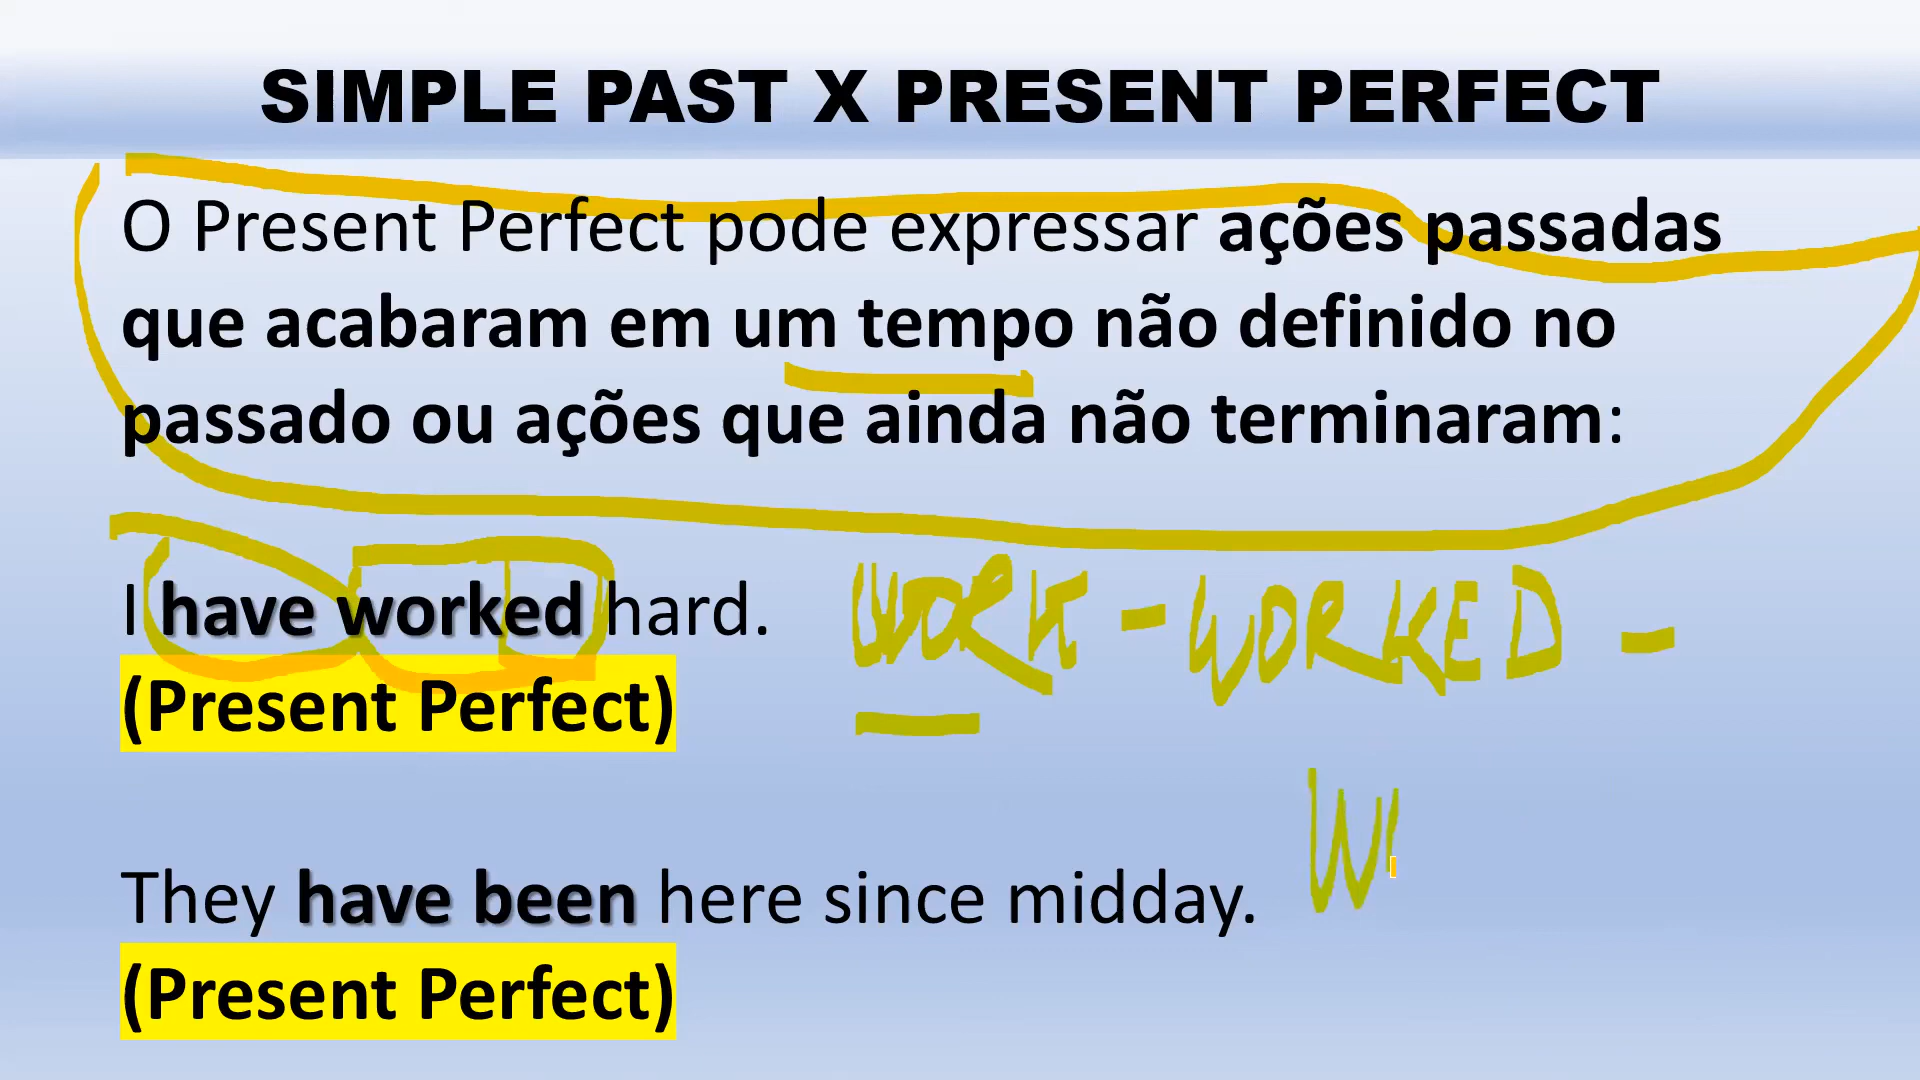 SIMPLE PAST X PRESENT PERFECT
O Present Perfect pode expressar ações passadas
que acabaram em um tempo não definido no
passado ou ações que ainda não terminaram:
I have worked hard. WORK - WORKED -
(Present Perfect)
W
They have been here since midday.
(Present Perfect)